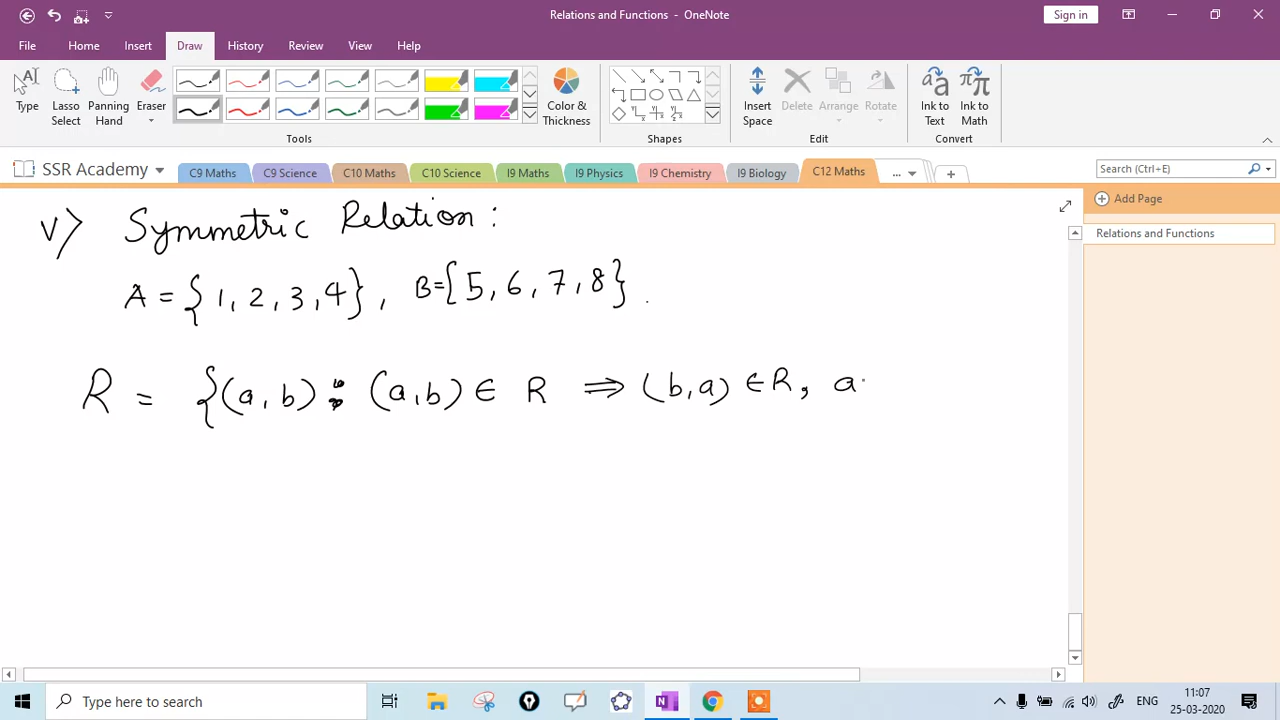 Relations and Functions - OneNote
Sign in
File Home Insert Draw History Review View Help
Type
Lasso Select
Panning Hand
Eraser
Color & Thickness
Insert Space
Delete
Arrange
Rotate
Ink to Text
Ink to Math
Tools
Shapes
Edit
Convert
SSR Academy
C9 Maths C9 Science C10 Maths C10 Science I9 Maths I9 Physics I9 Chemistry I9 Biology C12 Maths ...
Search (Ctrl+E)
Add Page
Relations and Functions
V) Symmetric Relation :
A = {1, 2, 3, 4}, B={5, 6, 7, 8}.
R = {(a, b) : (a, b) ∈ R ⇒ (b, a) ∈ R, a
Type here to search
ENG
11:07
25-03-2020